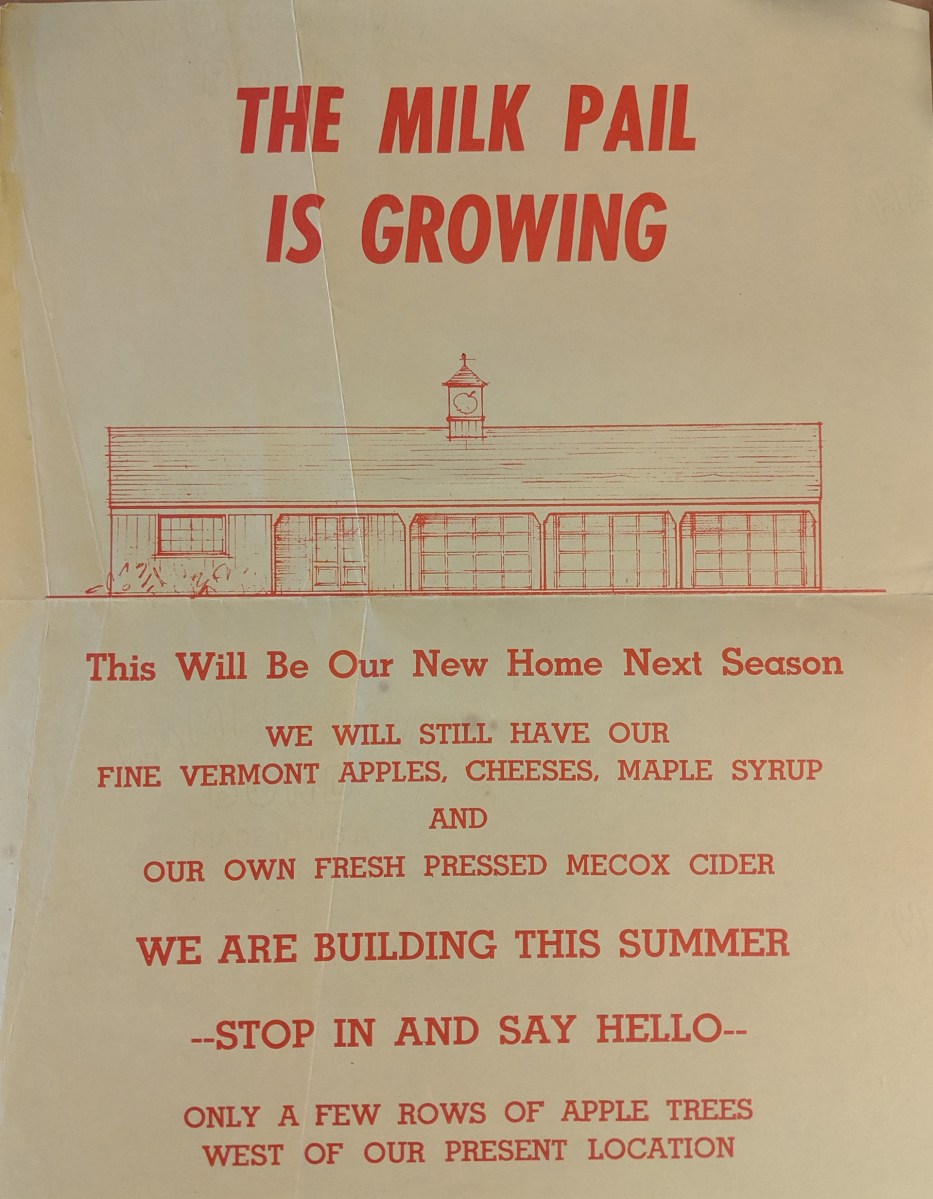 THE MILK PAIL
IS GROWING
This Will Be Our New Home Next Season
WE WILL STILL HAVE OUR
FINE VERMONT APPLES, CHEESES, MAPLE SYRUP
AND
OUR OWN FRESH PRESSED MECOX CIDER
WE ARE BUILDING THIS SUMMER
--STOP IN AND SAY HELLO--
ONLY A FEW ROWS OF APPLE TREES
WEST OF OUR PRESENT LOCATION